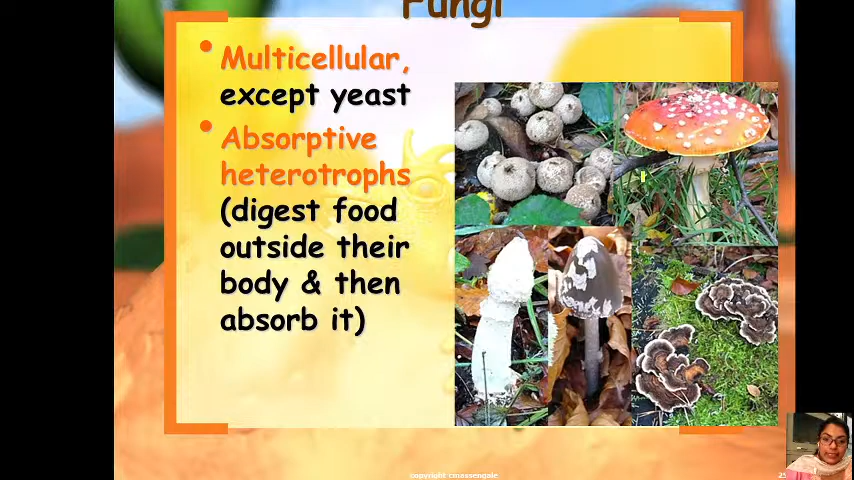 Fungi
Multicellular,
except yeast
Absorptive
heterotrophs
(digest food
outside their
body & then
absorb it)
copyright cmassengale